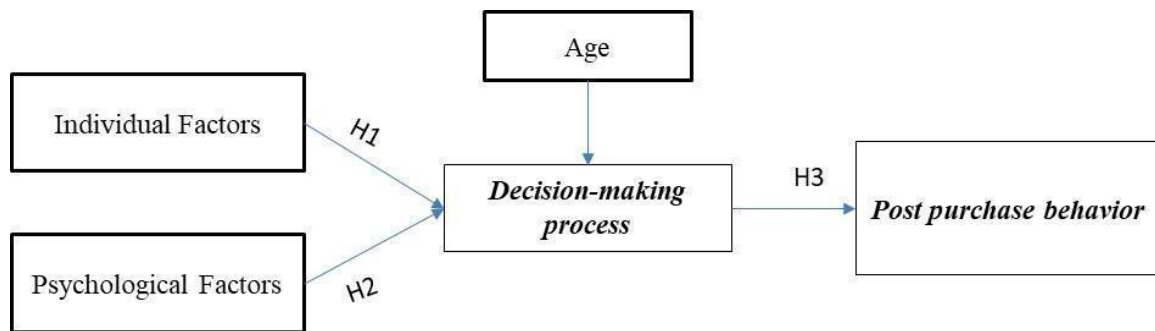 Age
Individual Factors
H1
Decision-making
process
H3
Post purchase behavior
Psychological Factors
H2